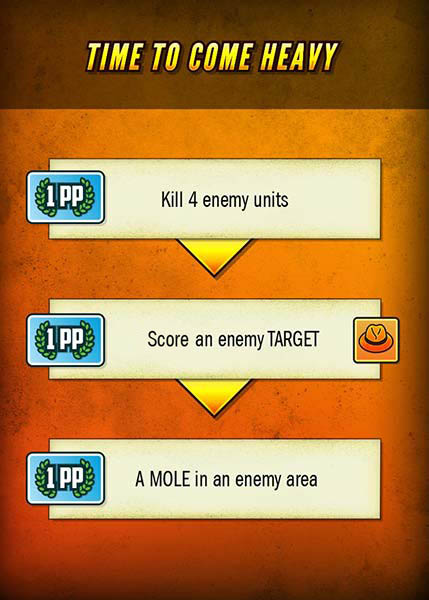 TIME TO COME HEAVY
1 PP
Kill 4 enemy units
1 PP
Score an enemy TARGET
1 PP
A MOLE in an enemy area